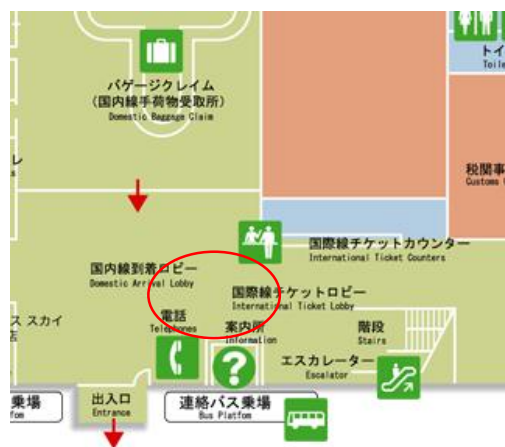 バゲージクレイム
(国内線手荷物受取所)
Domestic Baggage Claim
トイ
Toile
レ
s
税関事
Customs
国際線チケットカウンター
International Ticket Counters
国内線到着ロビー
Domestic Arrival Lobby
国際線チケットロビー
International Ticket Lobby
ス スカイ
電話
Telephones
案内所
Information
階段
Stairs
エスカレーター
Escalator
?
乗場
tfom
出入口
Entrance
連絡バス乗場
Bus Platfom